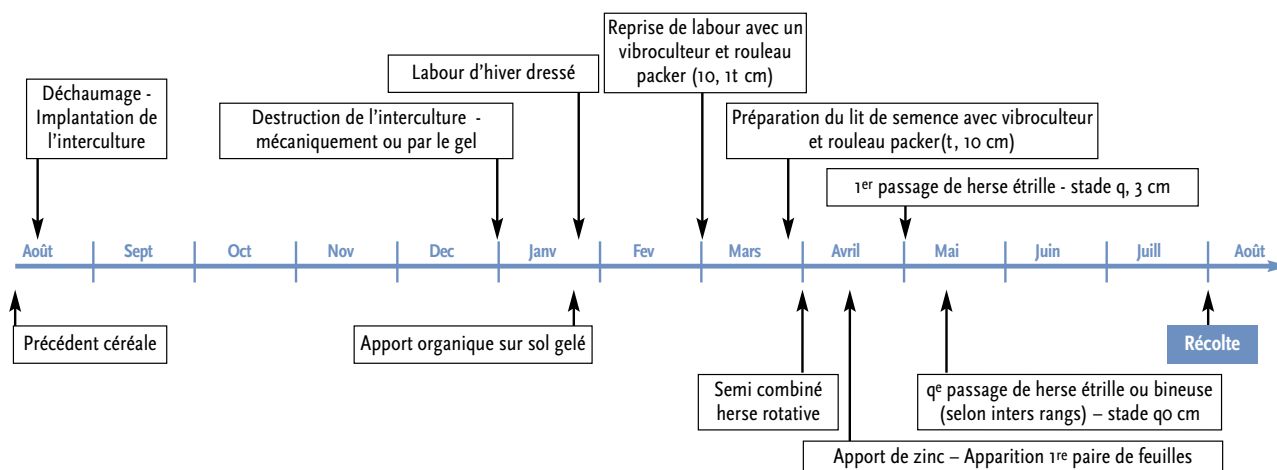 Reprise de labour avec un
vibroculteur et rouleau
packer (10, 1t cm)
Labour d'hiver dressé
Déchaumage -
Implantation de
l'interculture
Destruction de l'interculture -
mécaniquement ou par le gel
Préparation du lit de semence avec vibroculteur
et rouleau packer(t, 10 cm)
1er passage de herse étrille - stade q, 3 cm
Août Sept Oct Nov Dec Janv Fev Mars Avril Mai Juin Juill Août
Précédent céréale
Apport organique sur sol gelé
Récolte
Semi combiné
herse rotative
qe passage de herse étrille ou bineuse
(selon inters rangs) – stade q0 cm
Apport de zinc – Apparition 1re paire de feuilles